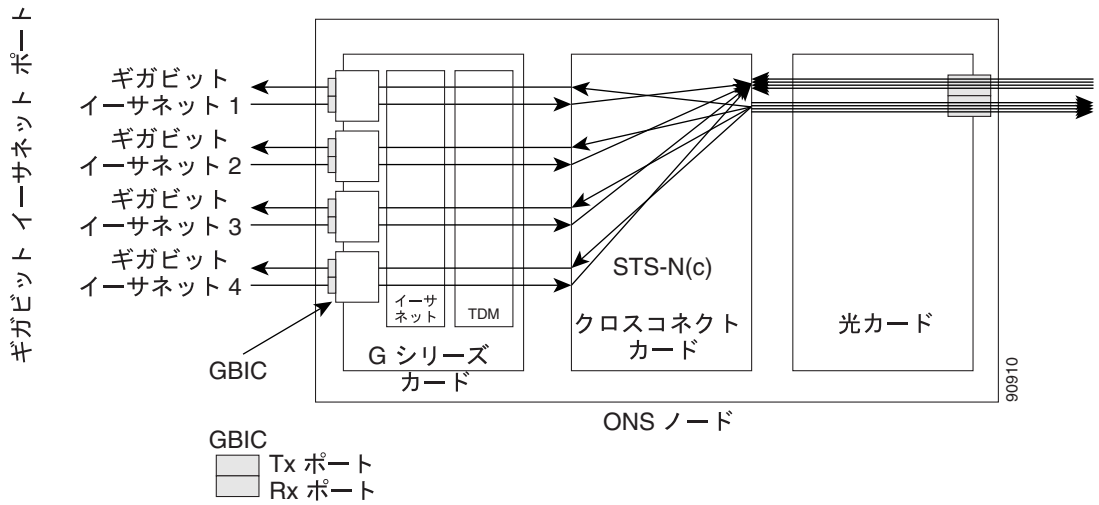 ギガビット イーサネット ポート
ギガビット
イーサネット 1
ギガビット
イーサネット 2
ギガビット
イーサネット 3
ギガビット
イーサネット 4
GBIC
イーサ
ネット
TDM
G シリーズ
カード
STS-N(c)
クロスコネクト
カード
光カード
90910
ONS ノード
GBIC
Tx ポート
Rx ポート